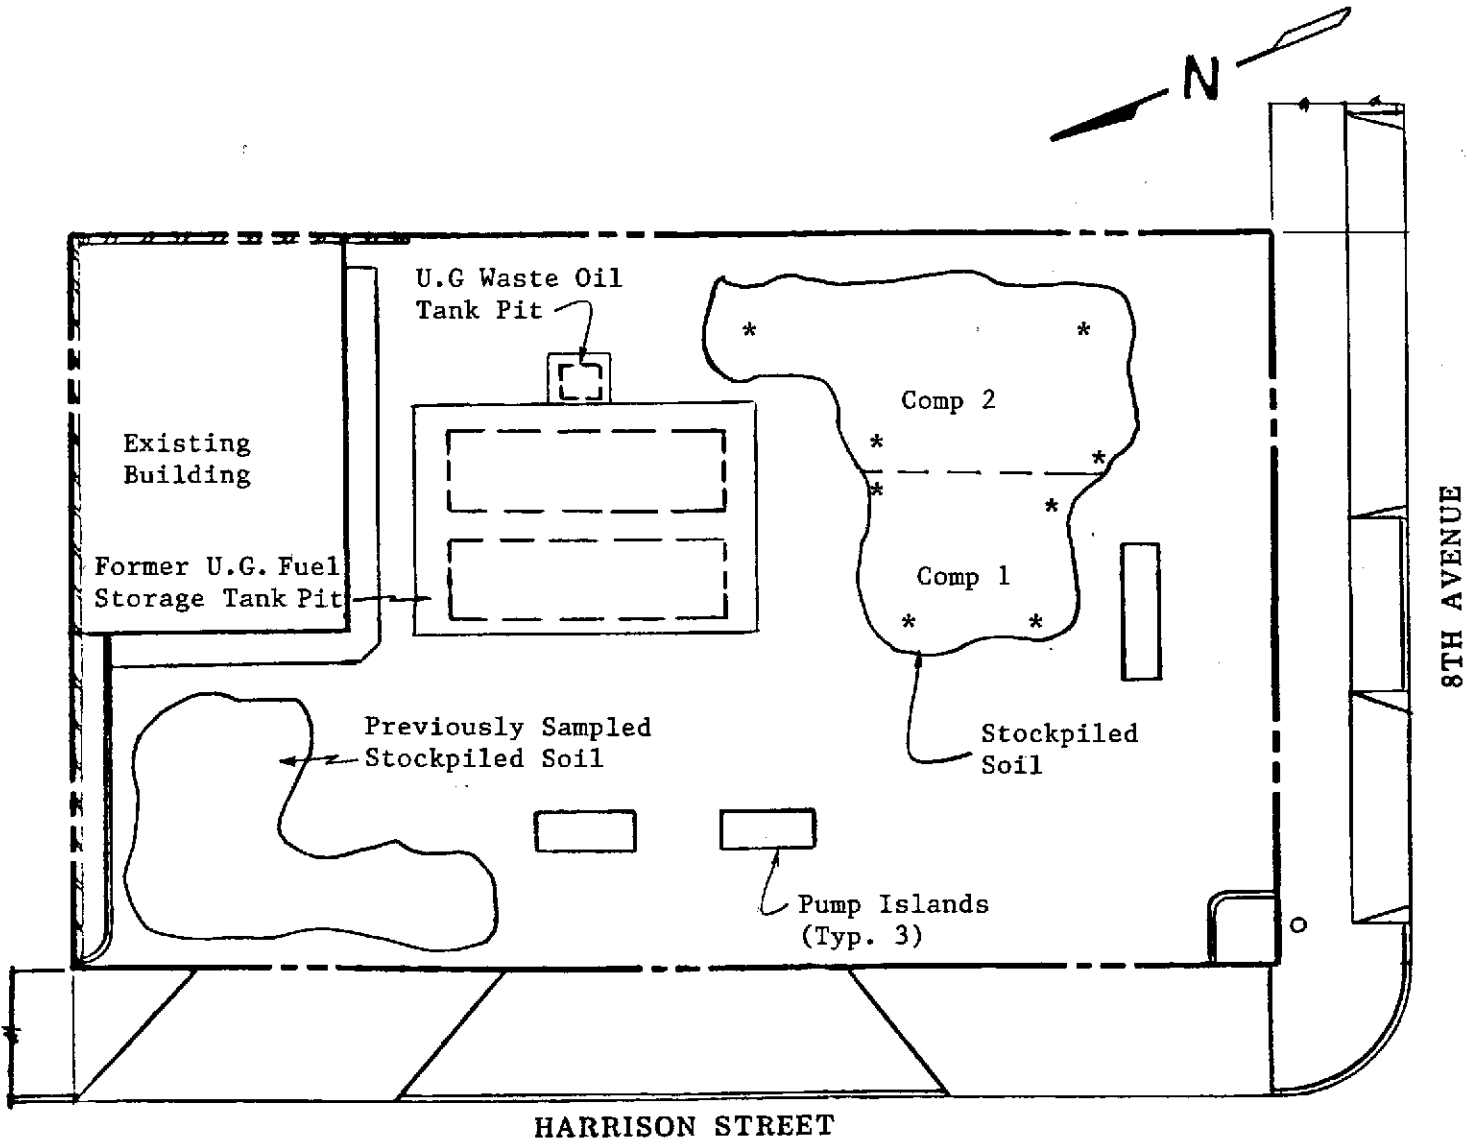 N
U.G Waste Oil
Tank Pit
* *
Comp 2
Existing
Building
*
*
*
*
Former U.G. Fuel
Storage Tank Pit
Comp 1
* *
8TH AVENUE
Previously Sampled
Stockpiled Soil
Stockpiled
Soil
Pump Islands
(Typ. 3)
HARRISON STREET